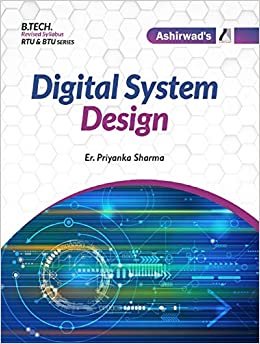 B.TECH.
Revised Syllabus
RTU & BTU SERIES
Ashirwad's
Digital System
Design
Er. Priyanka Sharma